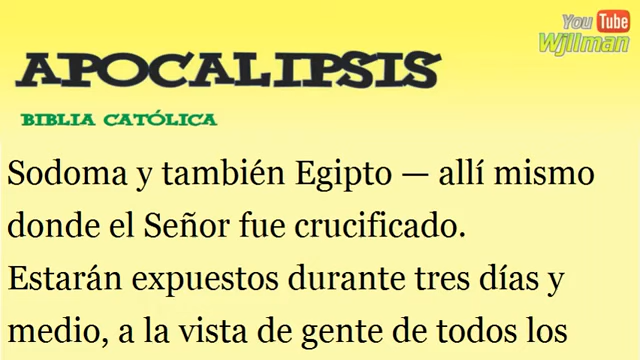 You Tube
Wjllman
APOCALIPSIS
BIBLIA CATÓLICA
Sodoma y también Egipto — allí mismo
donde el Señor fue crucificado.
Estarán expuestos durante tres días y
medio, a la vista de gente de todos los